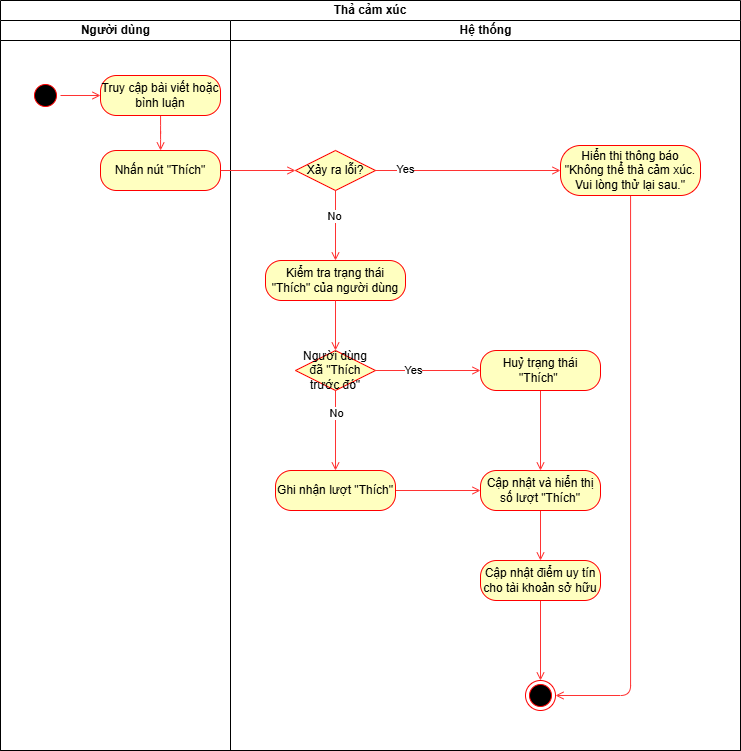 Thả cảm xúc
Người dùng
Hệ thống
Truy cập bài viết hoặc
bình luận
Nhấn nút "Thích"
Xảy ra lỗi?
Yes
Hiển thị thông báo
"Không thể thả cảm xúc.
Vui lòng thử lại sau."
No
Kiểm tra trạng thái
"Thích" của người dùng
Người dùng
đã "Thích
trước đó"
Yes
Huỷ trạng thái
"Thích"
No
Ghi nhận lượt "Thích"
Cập nhật và hiển thị
số lượt "Thích"
Cập nhật điểm uy tín
cho tài khoản sở hữu